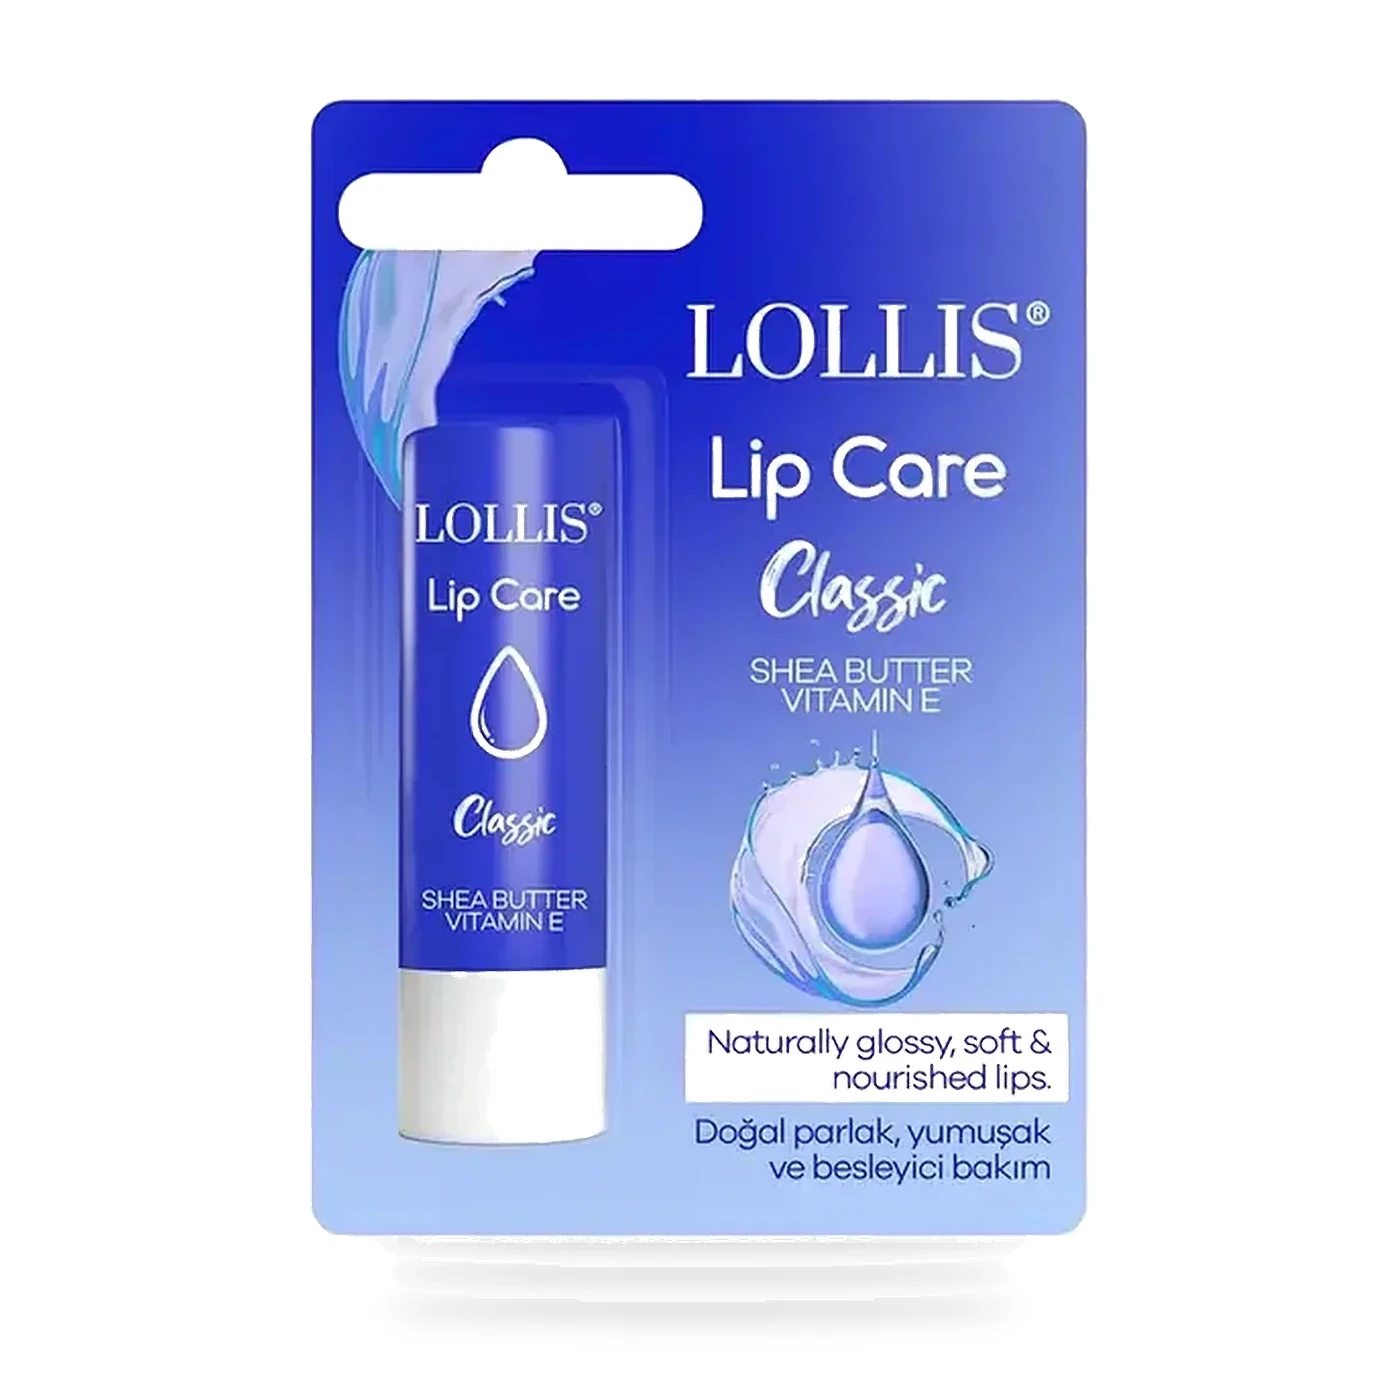 LOLLIS®
Lip Care
Classic
SHEA BUTTER
VITAMIN E
Naturally glossy, soft &
nourished lips.
Doğal parlak, yumuşak
ve besleyici bakım
LOLLIS®
Lip Care
Classic
SHEA BUTTER
VITAMIN E